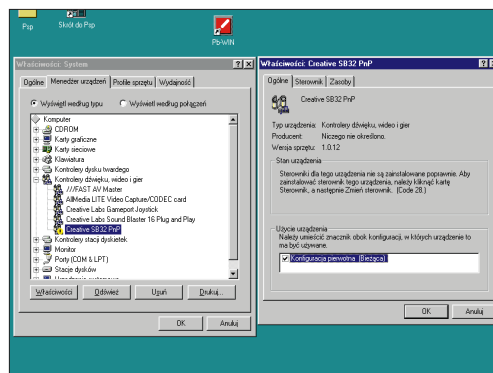 Psp
Skrót do Psp
Pb-WIN
Właściwości: System
Ogólne
Menedżer urządzeń
Profile sprzętu
Wydajność
Wyświetl według typu
Wyświetl według połączeń
Komputer
CDROM
Karty graficzne
Karty sieciowe
Klawiatura
Kontrolery dysku twardego
Kontrolery dźwięku, wideo i gier
///FAST AV Master
AIMedia LITE Video Capture/CODEC card
Creative Labs Gameport Joystick
Creative Labs Sound Blaster 16 Plug and Play
Creative SB32 PnP
Kontrolery stacji dyskietek
Monitor
Porty (COM & LPT)
Stacje dysków
Właściwości
Odśwież
Usuń
Drukuj...
OK
Anuluj
Właściwości: Creative SB32 PnP
Ogólne
Sterownik
Zasoby
Creative SB32 PnP
Typ urządzenia: Kontrolery dźwięku, wideo i gier
Producent: Niczego nie określono.
Wersja sprzętu: 1.0.12
Stan urządzenia
Sterowniki dla tego urządzenia nie są zainstalowane poprawnie. Aby
zainstalować sterownik tego urządzenia, należy kliknąć kartę
Sterownik, a następnie Zmień sterownik. (Code 28.)
Użycie urządzenia
Należy umieścić znacznik obok konfiguracji, w których urządzenie to
ma być używane.
Konfiguracja pierwotna (Bieżąca)
OK
Anuluj